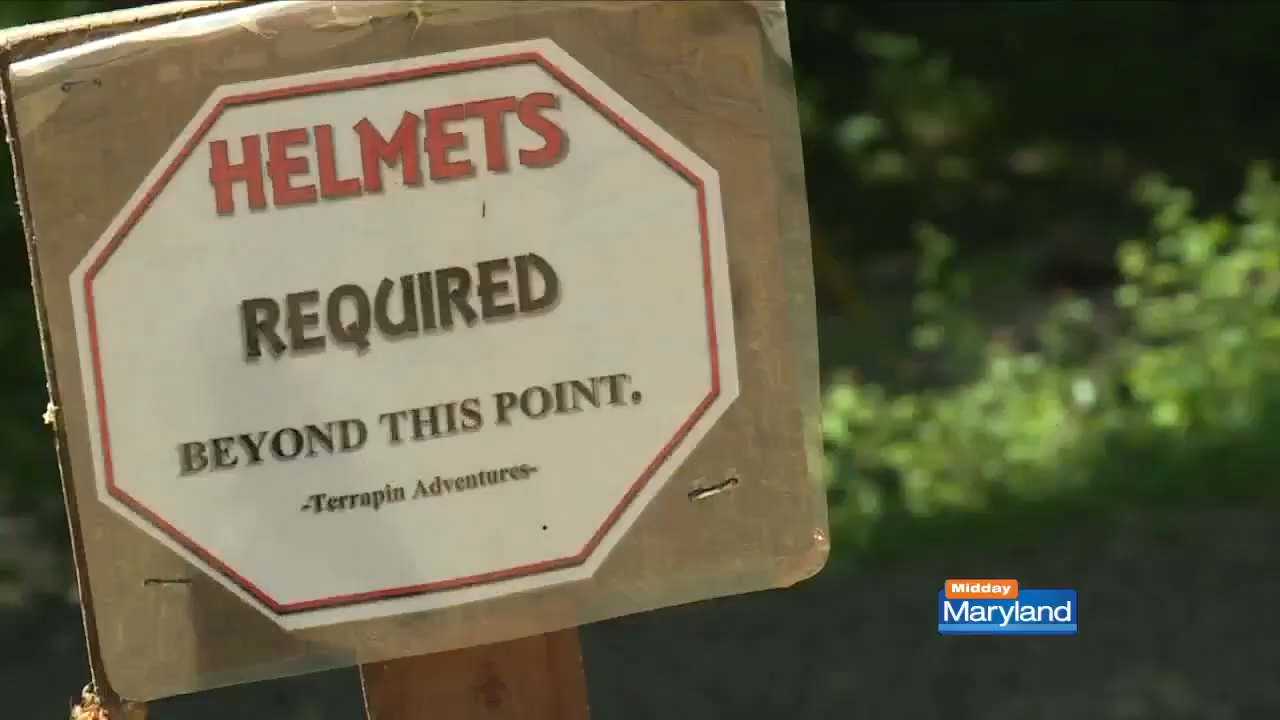 HELMETS
REQUIRED
BEYOND THIS POINT.
-Terrapin Adventures-
Midday
Maryland